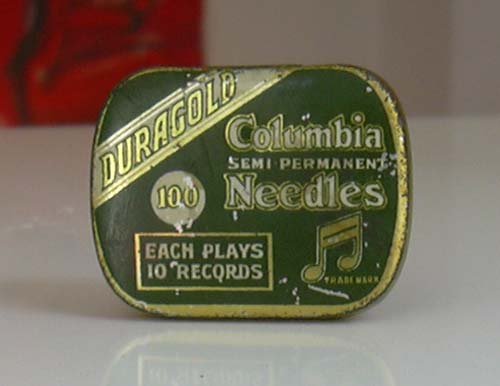 DURAGOLD
Columbia
SEMI-PERMANENT
100 Needles
EACH PLAYS
10 RECORDS
TRADE MARK